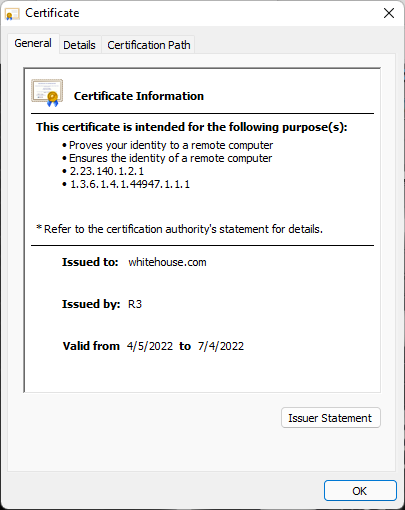 Certificate
General Details Certification Path
Certificate Information
This certificate is intended for the following purpose(s):
• Proves your identity to a remote computer
• Ensures the identity of a remote computer
• 2.23.140.1.2.1
• 1.3.6.1.4.1.44947.1.1.1
* Refer to the certification authority's statement for details.
Issued to: whitehouse.com
Issued by: R3
Valid from 4/5/2022 to 7/4/2022
Issuer Statement
OK